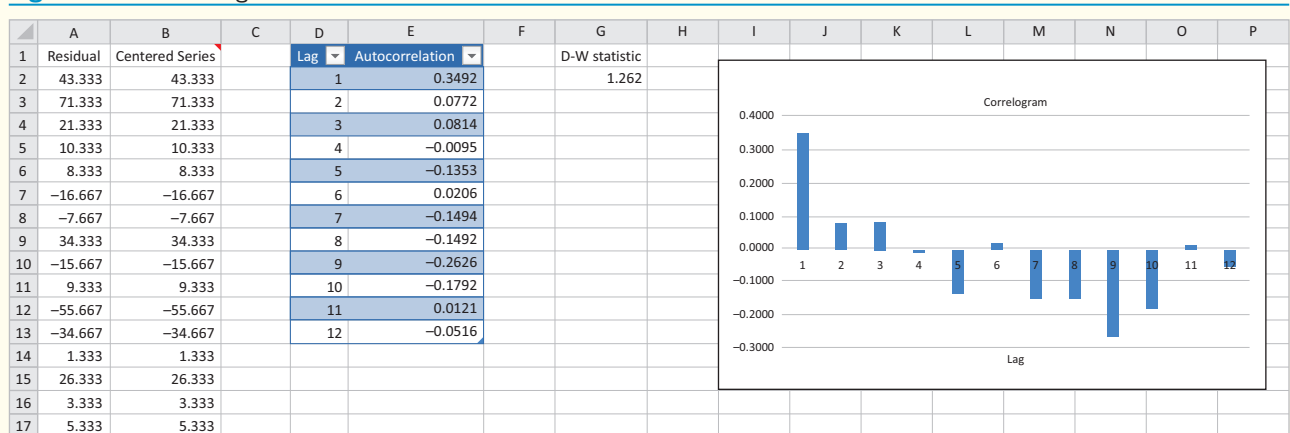 A B C D E F G H I J K L M N O P
1 Residual Centered Series Lag Autocorrelation D-W statistic
2 43.333 43.333 1 0.3492 1.262
3 71.333 71.333 2 0.0772
4 21.333 21.333 3 0.0814
5 10.333 10.333 4 –0.0095
6 8.333 8.333 5 –0.1353
7 –16.667 –16.667 6 0.0206
8 –7.667 –7.667 7 –0.1494
9 34.333 34.333 8 –0.1492
10 –15.667 –15.667 9 –0.2626
11 9.333 9.333 10 –0.1792
12 –55.667 –55.667 11 0.0121
13 –34.667 –34.667 12 –0.0516
14 1.333 1.333
15 26.333 26.333
16 3.333 3.333
17 5.333 5.333
Correlogram
0.4000
0.3000
0.2000
0.1000
0.0000
1 2 3 4 5 6 7 8 9 10 11 12
–0.1000
–0.2000
–0.3000
Lag